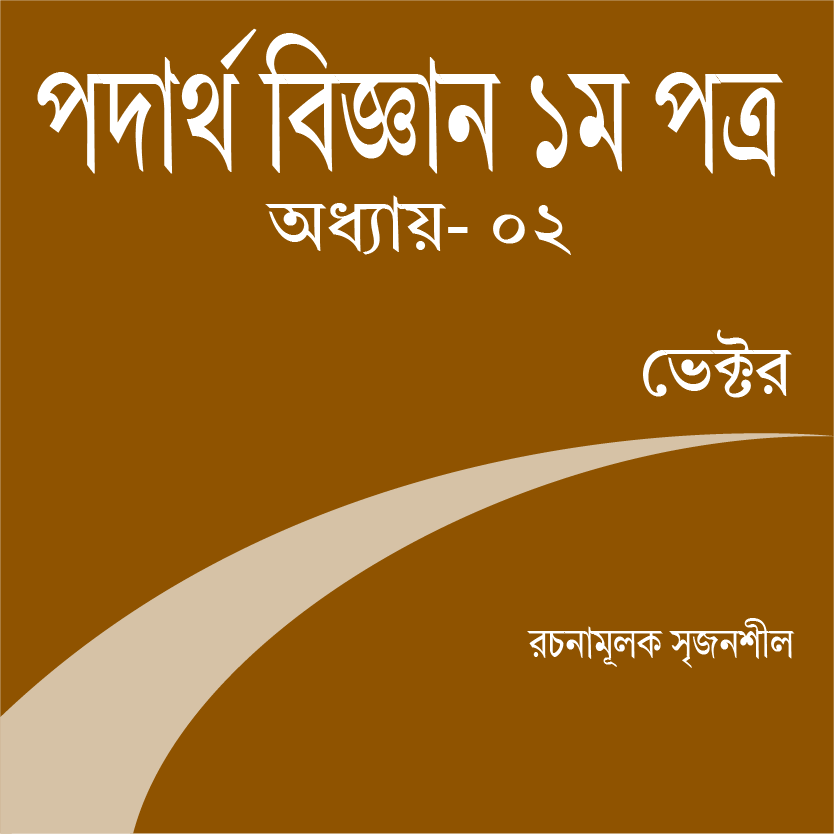 পদার্থ বিজ্ঞান ১ম পত্র
অধ্যায়- ০২
ভেক্টর
রচনামূলক সৃজনশীল